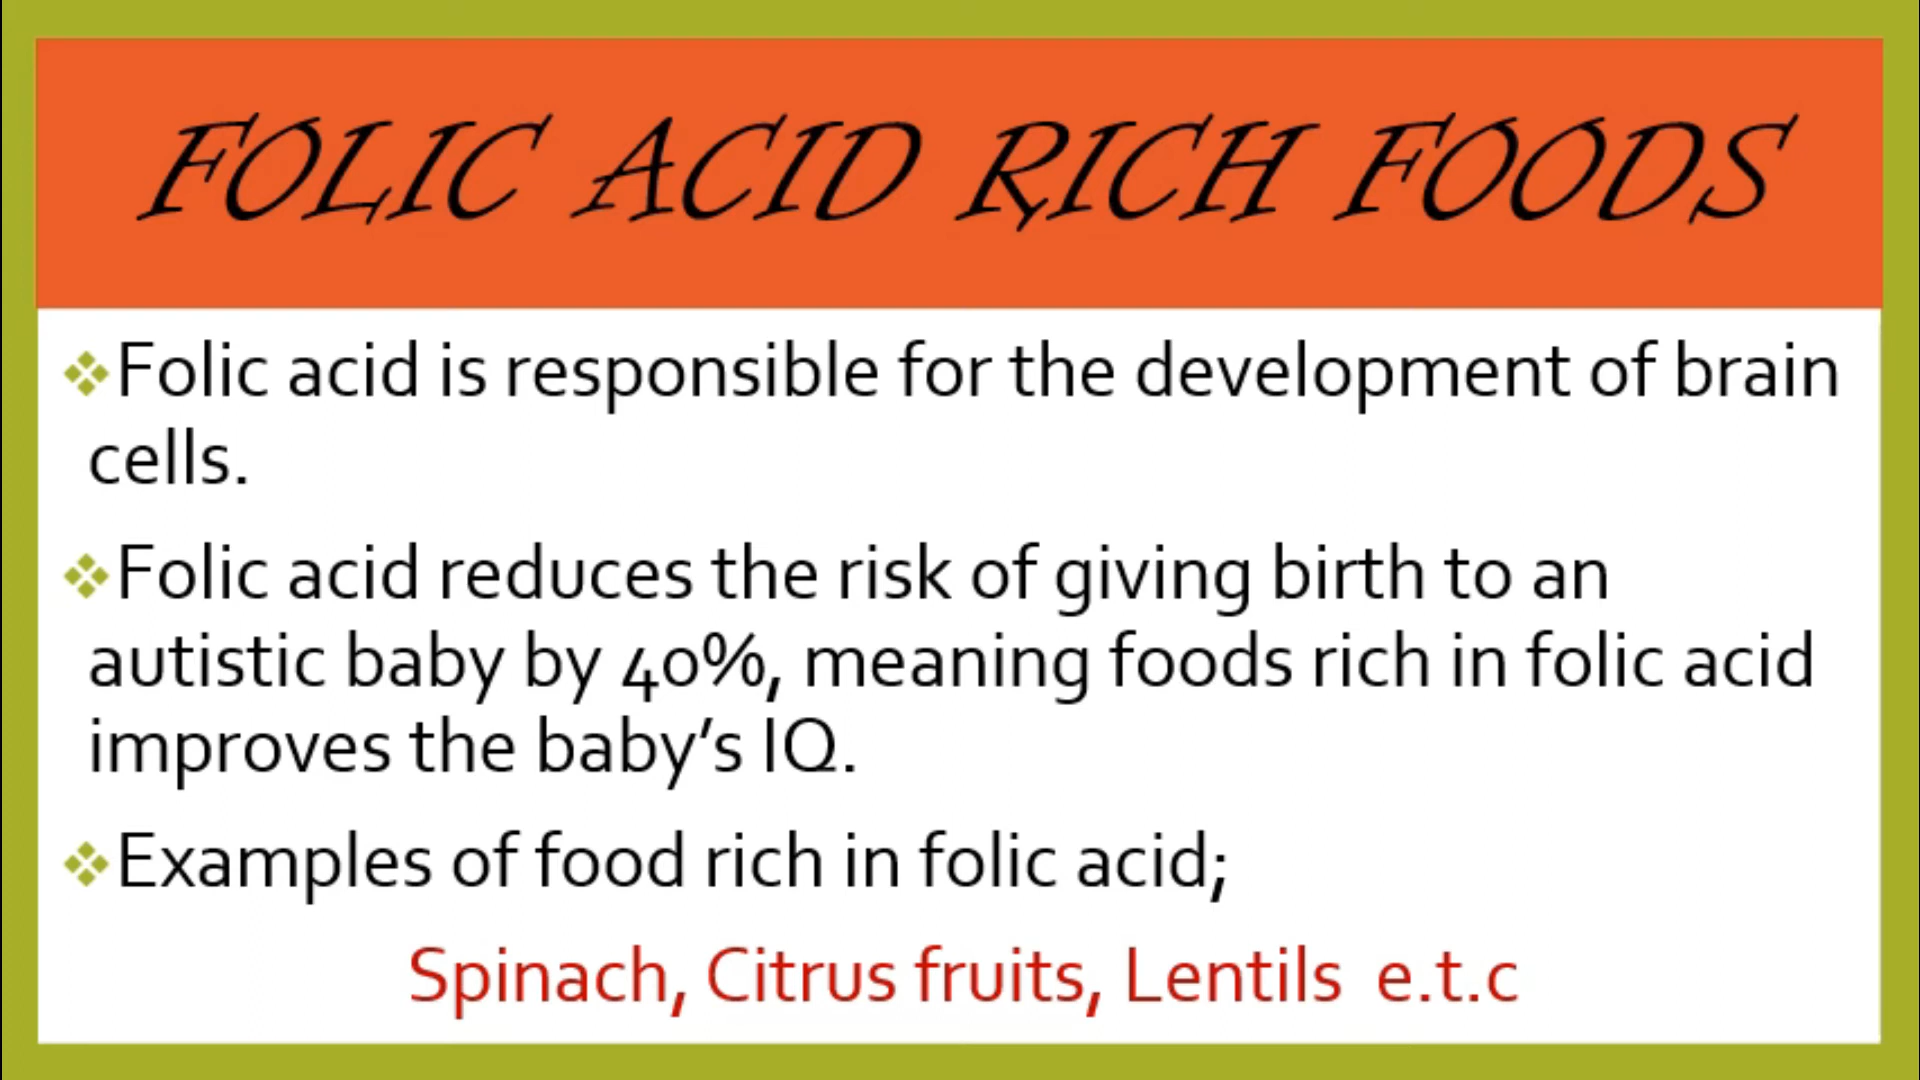 FOLIC ACID RICH FOODS
Folic acid is responsible for the development of brain
cells.
Folic acid reduces the risk of giving birth to an
autistic baby by 40%, meaning foods rich in folic acid
improves the baby's IQ.
Examples of food rich in folic acid;
Spinach, Citrus fruits, Lentils e.t.c